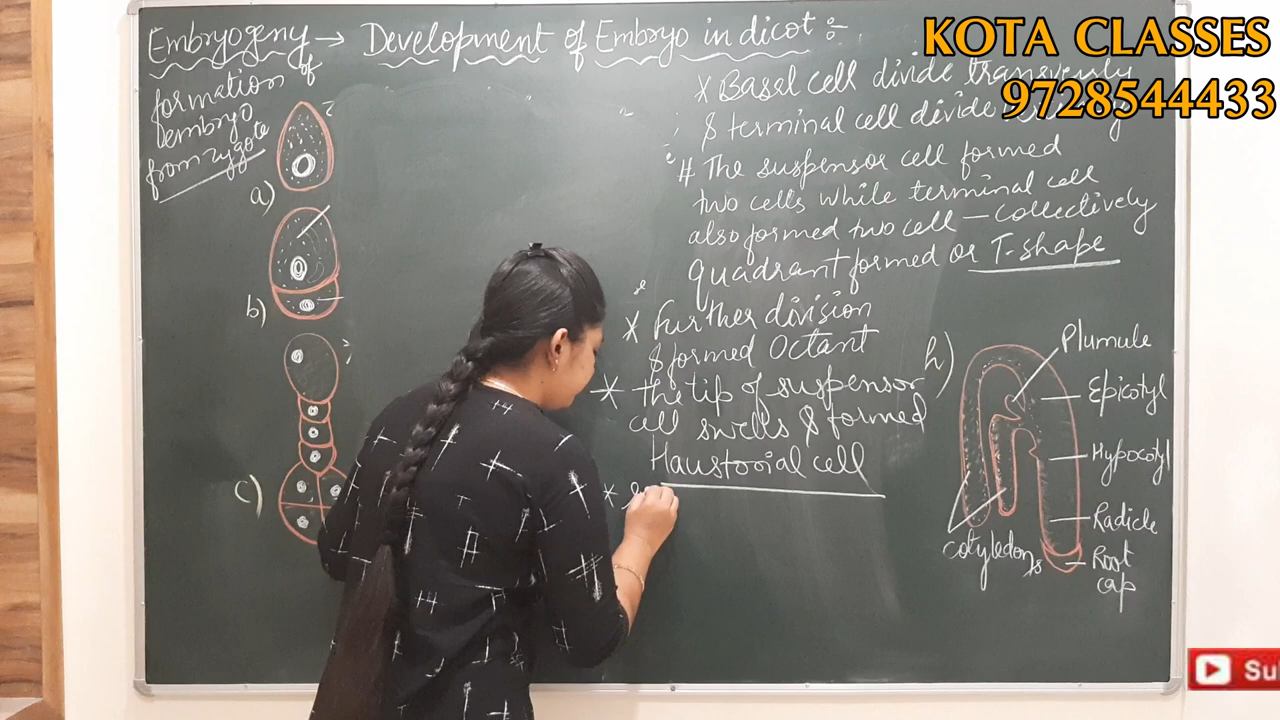 Embryogeny → Development of Embryo in dicot :-
formation of
embryo
from zygote
a)
b)
c)
KOTA CLASSES
9728544433
* Basal cell divide transversly
& terminal cell divide
# The suspensor cell formed
two cells while terminal cell
also formed two cell - Collectively
quadrant formed or T-shape
* Further division
& formed Octant
* the tip of suspensor
cell swells & formed
Haustorial cell
*
h)
Plumule
Epicotyl
Hypocotyl
Radicle
Root
cap
Cotyledons
Su